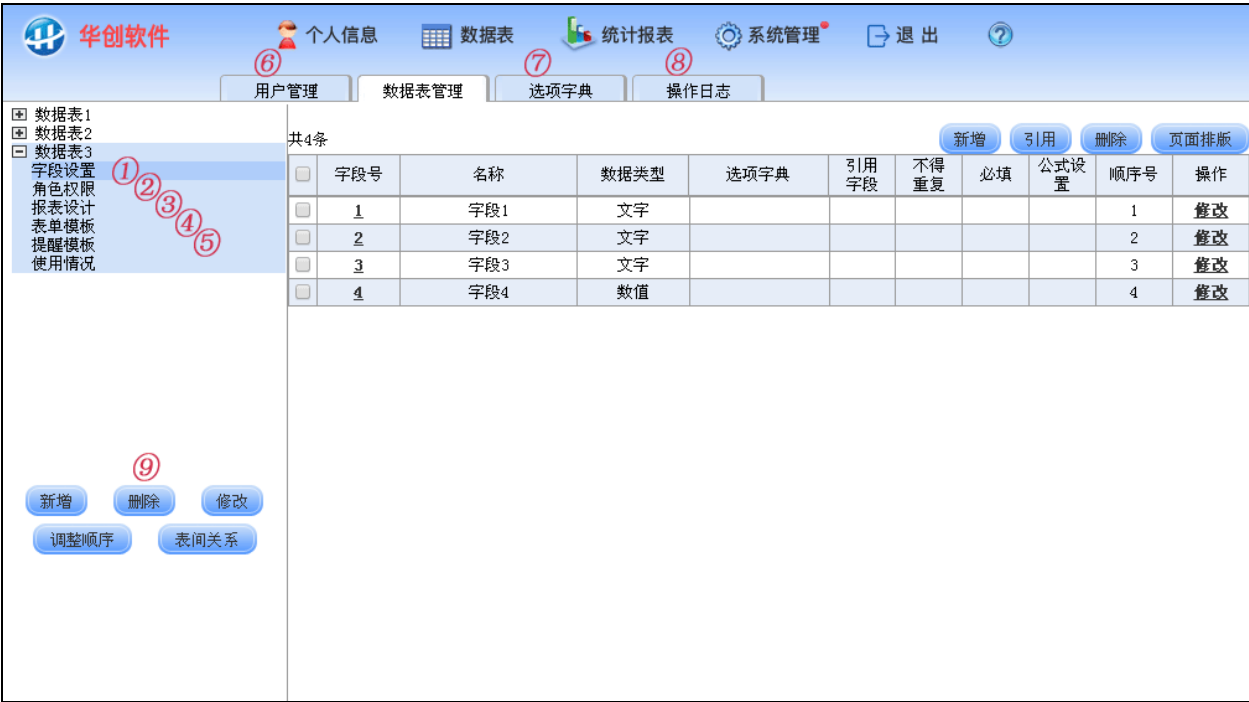 华创软件
个人信息 数据表 统计报表 系统管理 退 出 ?
⑥ ⑦ ⑧
用户管理 数据表管理 选项字典 操作日志
数据表1
数据表2
数据表3
字段设置 ①
角色权限 ②
报表设计 ③
表单模板 ④
提醒模板 ⑤
使用情况
⑨
新增 删除 修改
调整顺序 表间关系
共4条 新增 引用 删除 页面排版
字段号 名称 数据类型 选项字典 引用字段 不得重复 必填 公式设置 顺序号 操作
1 字段1 文字 1 修改
2 字段2 文字 2 修改
3 字段3 文字 3 修改
4 字段4 数值 4 修改